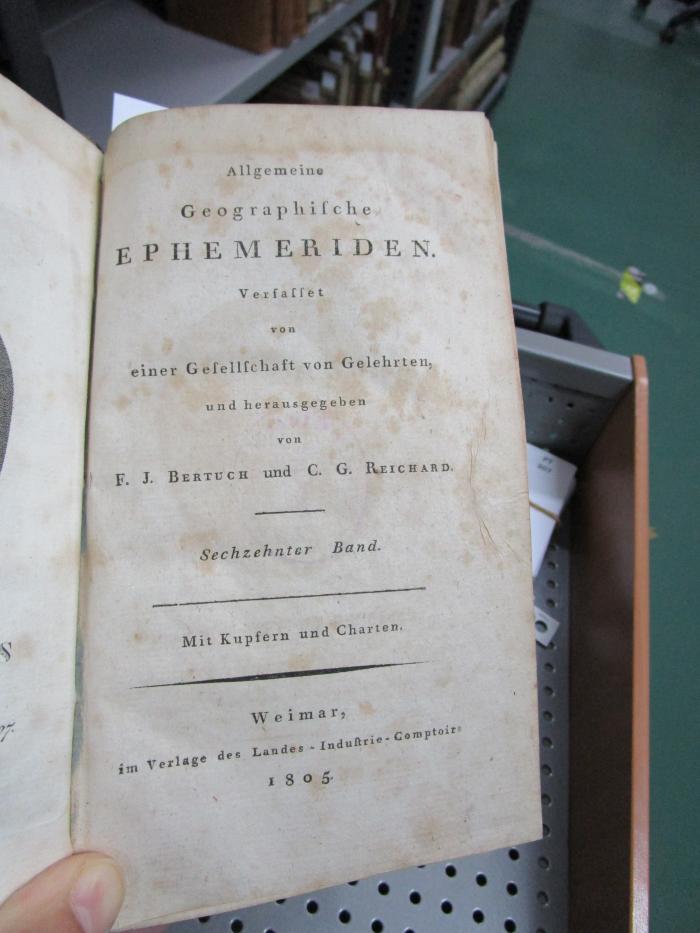 Allgemeine
Geographiſche
EPHEMERIDEN.
Verfaſſet
von
einer Geſellſchaft von Gelehrten,
und herausgegeben
von
F. J. BERTUCH und C. G. REICHARD.
Sechzehnter Band.
Mit Kupfern und Charten.
Weimar,
im Verlage des Landes-Induſtrie-Comptoirs
1805.